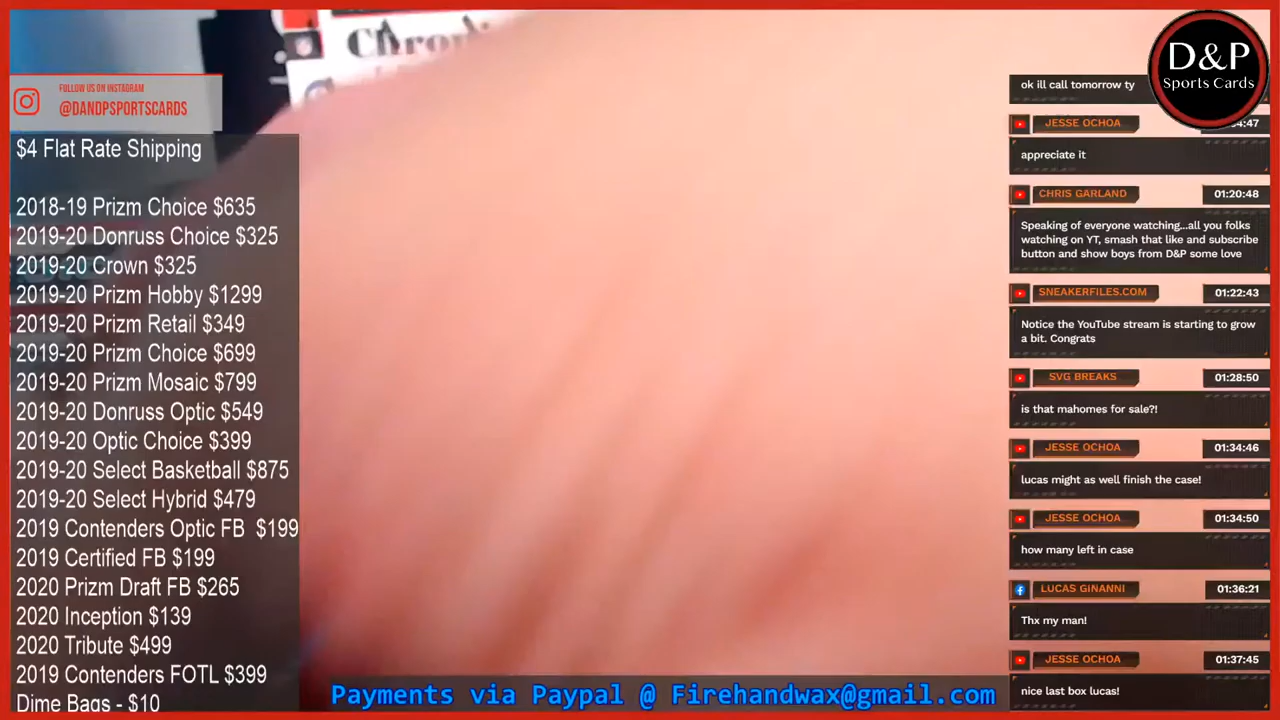 FOLLOW US ON INSTAGRAM
@DANDPSPORTSCARDS
$4 Flat Rate Shipping
2018-19 Prizm Choice $635
2019-20 Donruss Choice $325
2019-20 Crown $325
2019-20 Prizm Hobby $1299
2019-20 Prizm Retail $349
2019-20 Prizm Choice $699
2019-20 Prizm Mosaic $799
2019-20 Donruss Optic $549
2019-20 Optic Choice $399
2019-20 Select Basketball $875
2019-20 Select Hybrid $479
2019 Contenders Optic FB $199
2019 Certified FB $199
2020 Prizm Draft FB $265
2020 Inception $139
2020 Tribute $499
2019 Contenders FOTL $399
Dime Bags - $10
Payments via Paypal @ Firehandwax@gmail.com
D&P
Sports Cards
ok ill call tomorrow ty
JESSE OCHOA
appreciate it
CHRIS GARLAND 01:20:48
Speaking of everyone watching...all you folks
watching on YT, smash that like and subscribe
button and show boys from D&P some love
SNEAKERFILES.COM 01:22:43
Notice the YouTube stream is starting to grow
a bit. Congrats
SVG BREAKS 01:28:50
is that mahomes for sale?!
JESSE OCHOA 01:34:46
lucas might as well finish the case!
JESSE OCHOA 01:34:50
how many left in case
LUCAS GINANNI 01:36:21
Thx my man!
JESSE OCHOA 01:37:45
nice last box lucas!